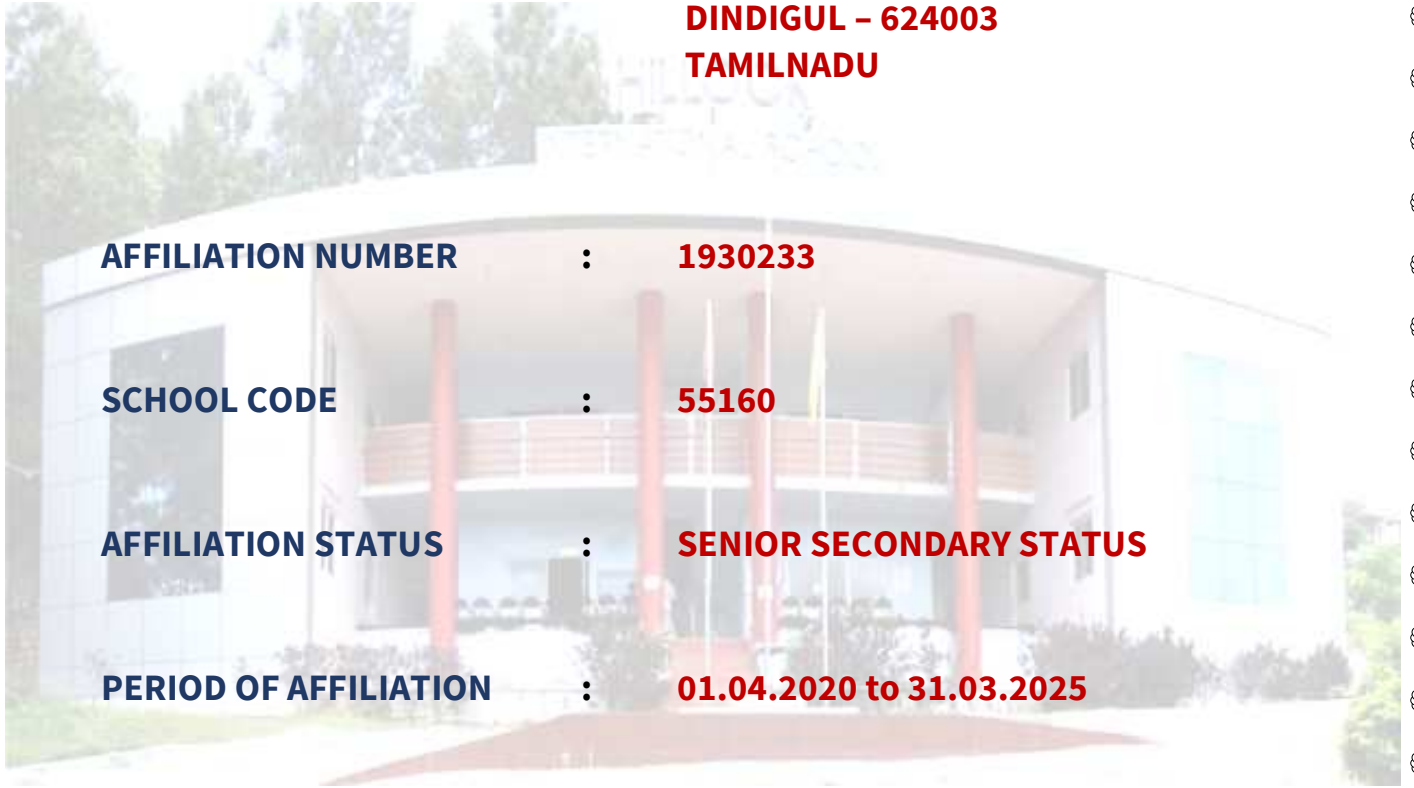 DINDIGUL – 624003
TAMILNADU
AFFILIATION NUMBER : 1930233
SCHOOL CODE : 55160
AFFILIATION STATUS : SENIOR SECONDARY STATUS
PERIOD OF AFFILIATION : 01.04.2020 to 31.03.2025